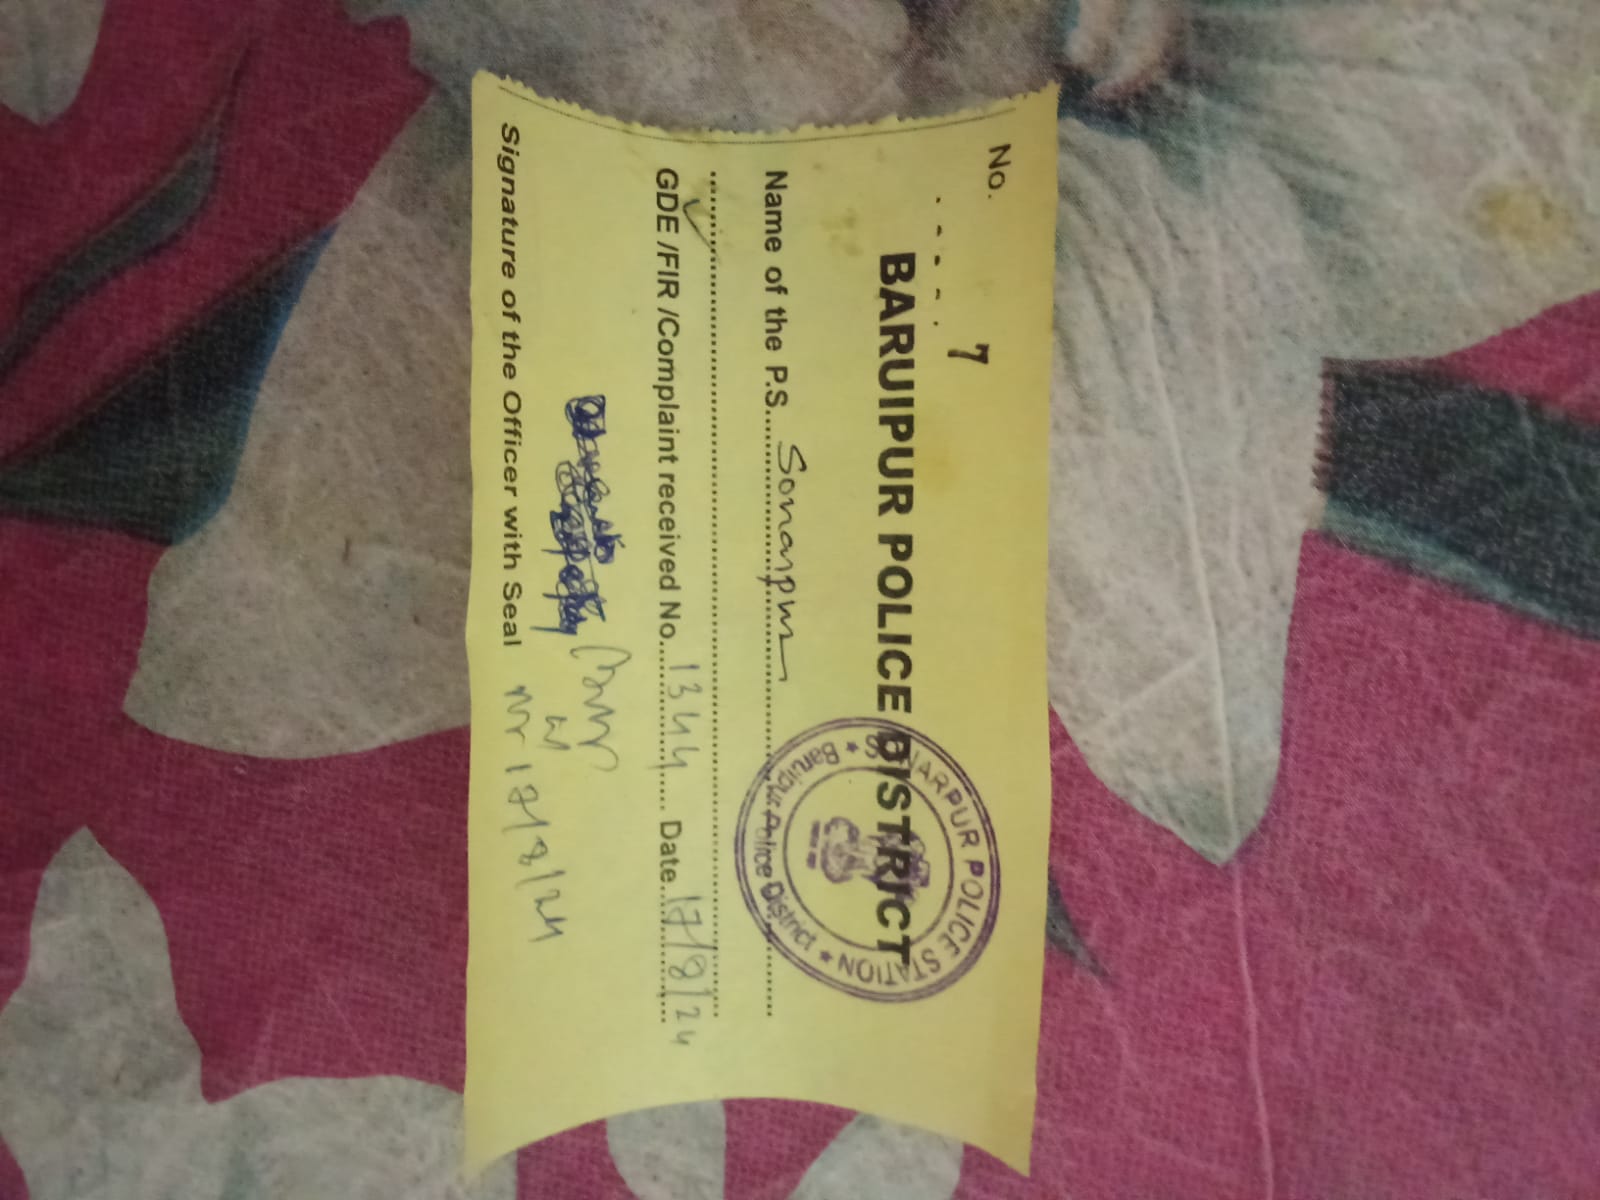 No. 7
BARUIPUR POLICE DISTRICT
Name of the P.S. Sonarpur
GDE /FIR /Complaint received No. 1344 Date. 17/8/24
Signature of the Officer with Seal 17/8/24
SONARPUR POLICE STATION
★ Baruipur Police District ★